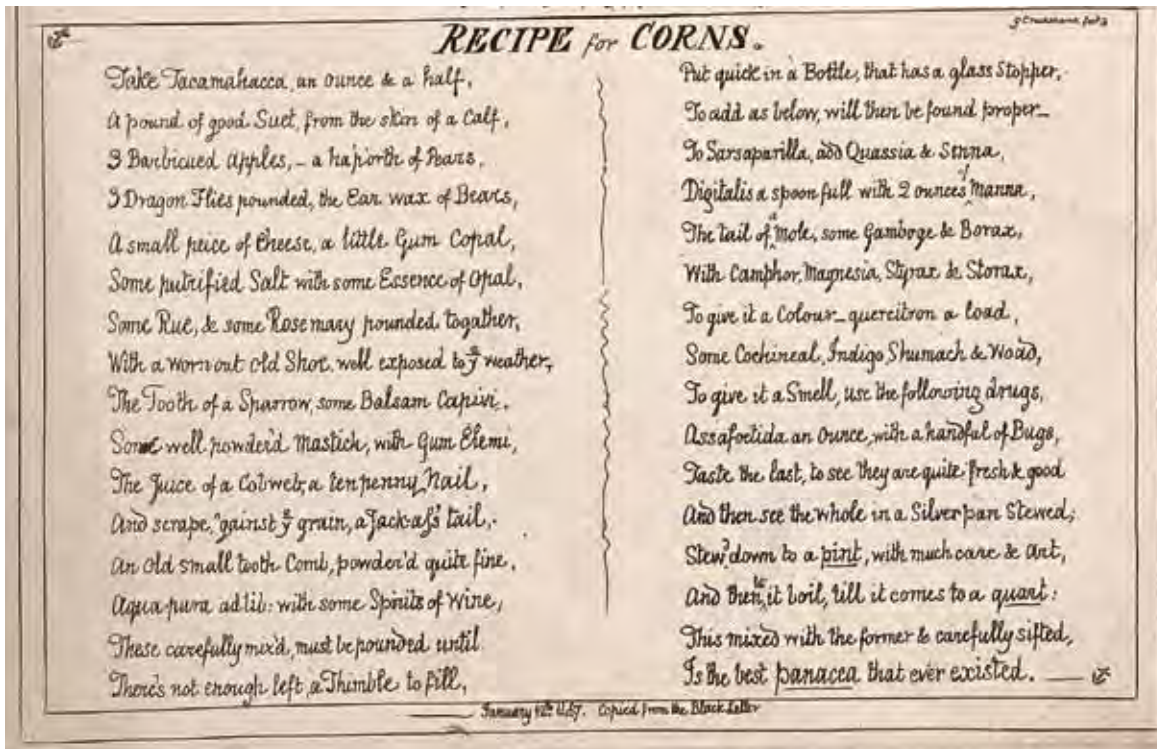 RECIPE for CORNS.
Take Tacamahacca, an ounce & a half,
A pound of good Suet, from the skin of a Calf,
3 Barbicued Apples, – a ha'porth of Pears,
3 Dragon Flies pounded, the Ear wax of Bears,
A small peice of Cheese, a little Gum Copal,
Some putrified Salt with some Essence of Opal,
Some Rue, & some Rosemary pounded togather,
With a worn out old Shoe, well exposed to ye weather,
The Tooth of a Sparrow, some Balsam Capivi,
Some well powder'd Mastich, with Gum Elemi,
The Juice of a Cobweb, a tenpenny Nail,
And scrape, 'gainst ye grain, a Jack-ass's tail,
An old small tooth Comb, powder'd quite fine,
Aqua pura ad lib: with some Spirits of Wine,
These carefully mix'd, must be pounded until
There's not enough left, a Thimble to fill,
Put quick in a Bottle, that has a glass Stopper,
To add as below, will then be found proper–
To Sarsaparilla, add Quassia & Senna,
Digitalis a spoon full with 2 ounces of Manna,
The tail of a Mole, some Gamboge & Borax,
With Camphor, Magnesia, Styrax & Storax,
To give it a Colour– quercitron a load,
Some Cochineal, Indigo, Shumach & Woad,
To give it a Smell, use the following drugs,
Assafoetida an ounce, with a handful of Bugs,
Taste the last, to see they are quite fresh & good
And then see the whole in a Silver pan Stewed;
Stew down to a pint, with much care & Art,
And then, it boil, till it comes to a quart:
This mixed with the former & carefully sifted,
Is the best panacea that ever existed.
January Copied from the Black Letter